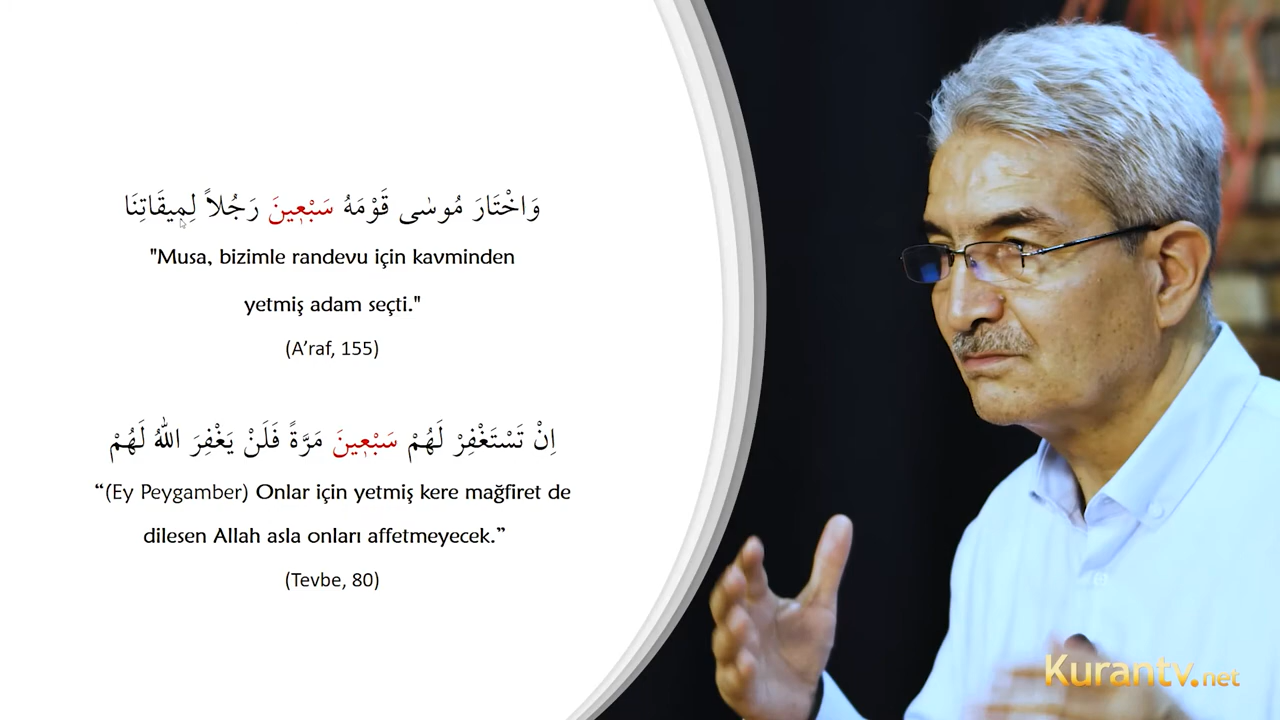 وَاخْتَارَ مُوسٰى قَوْمَهُ سَبْع۪ينَ رَجُلاً لِم۪يقَاتِنَا
"Musa, bizimle randevu için kavminden
yetmiş adam seçti."
(A’raf, 155)
اِنْ تَسْتَغْفِرْ لَهُمْ سَبْع۪ينَ مَرَّةً فَلَنْ يَغْفِرَ اللّٰهُ لَهُمْ
“(Ey Peygamber) Onlar için yetmiş kere mağfiret de
dilesen Allah asla onları affetmeyecek.”
(Tevbe, 80)
Kurantv.net